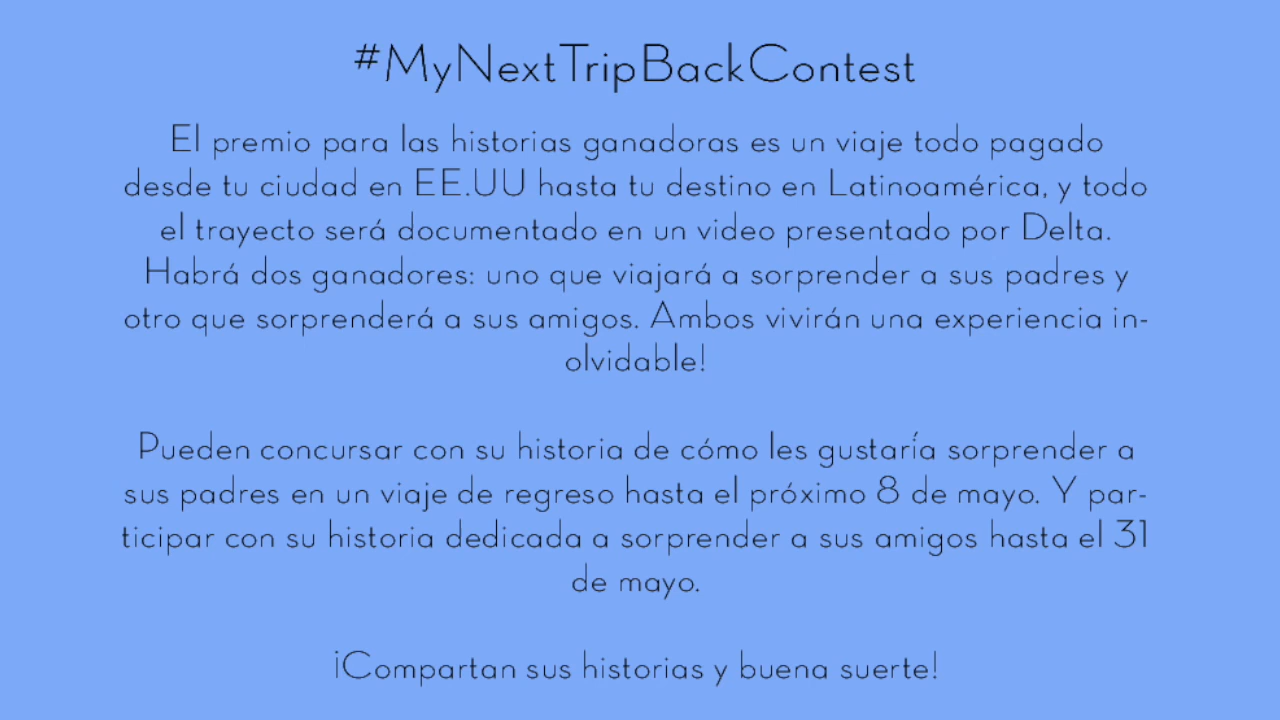 #MyNextTripBackContest
El premio para las historias ganadoras es un viaje todo pagado
desde tu ciudad en EE.UU hasta tu destino en Latinoamérica, y todo
el trayecto será documentado en un video presentado por Delta.
Habrá dos ganadores: uno que viajará a sorprender a sus padres y
otro que sorprenderá a sus amigos. Ambos vivirán una experiencia in-
olvidable!
Pueden concursar con su historia de cómo les gustaría sorprender a
sus padres en un viaje de regreso hasta el próximo 8 de mayo. Y par-
ticipar con su historia dedicada a sorprender a sus amigos hasta el 31
de mayo.
¡Compartan sus historias y buena suerte!